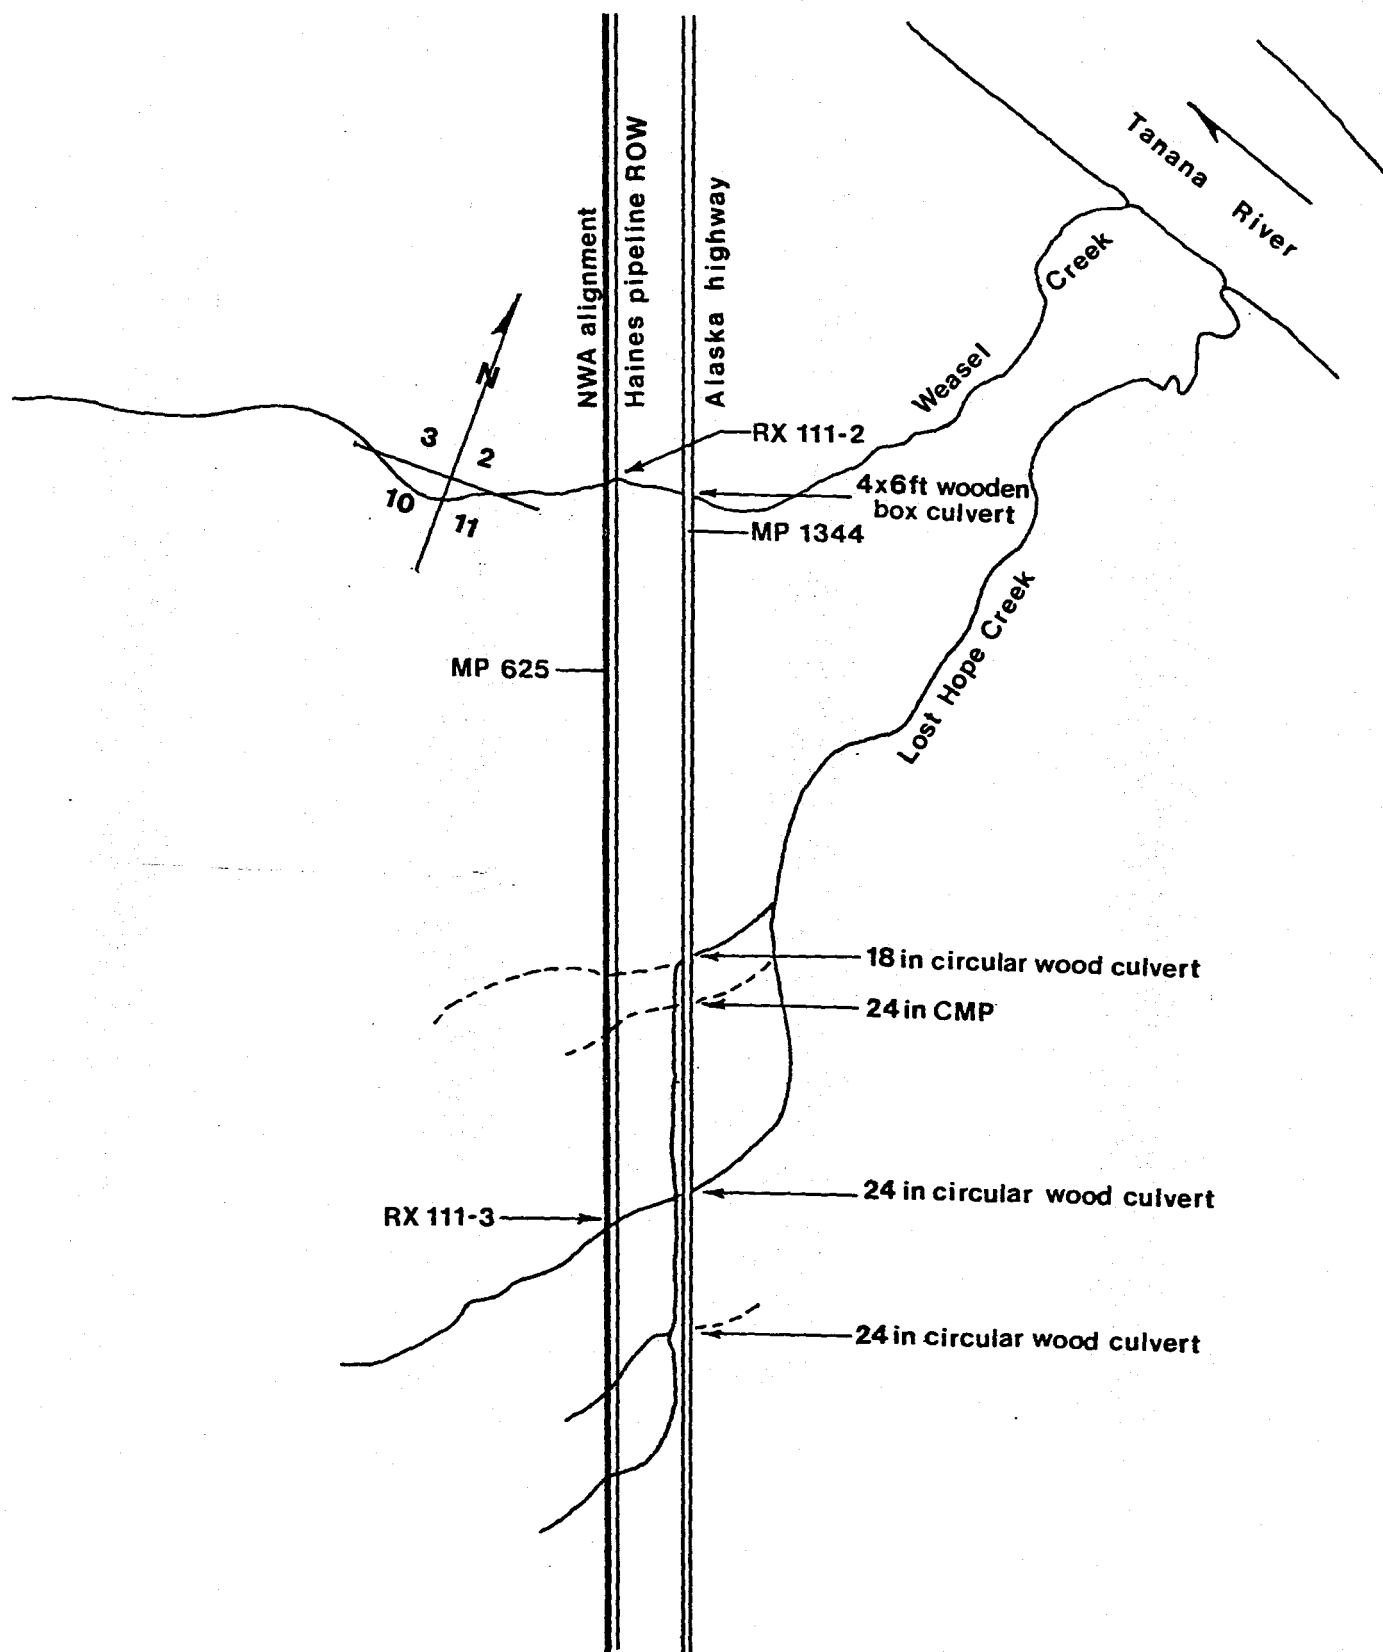 Tanana River
NWA alignment
Haines pipeline ROW
Alaska highway
Creek
Weasel
N
3
2
10
11
RX 111-2
4x6ft wooden
box culvert
MP 1344
Lost Hope Creek
MP 625
18 in circular wood culvert
24 in CMP
24 in circular wood culvert
RX 111-3
24 in circular wood culvert